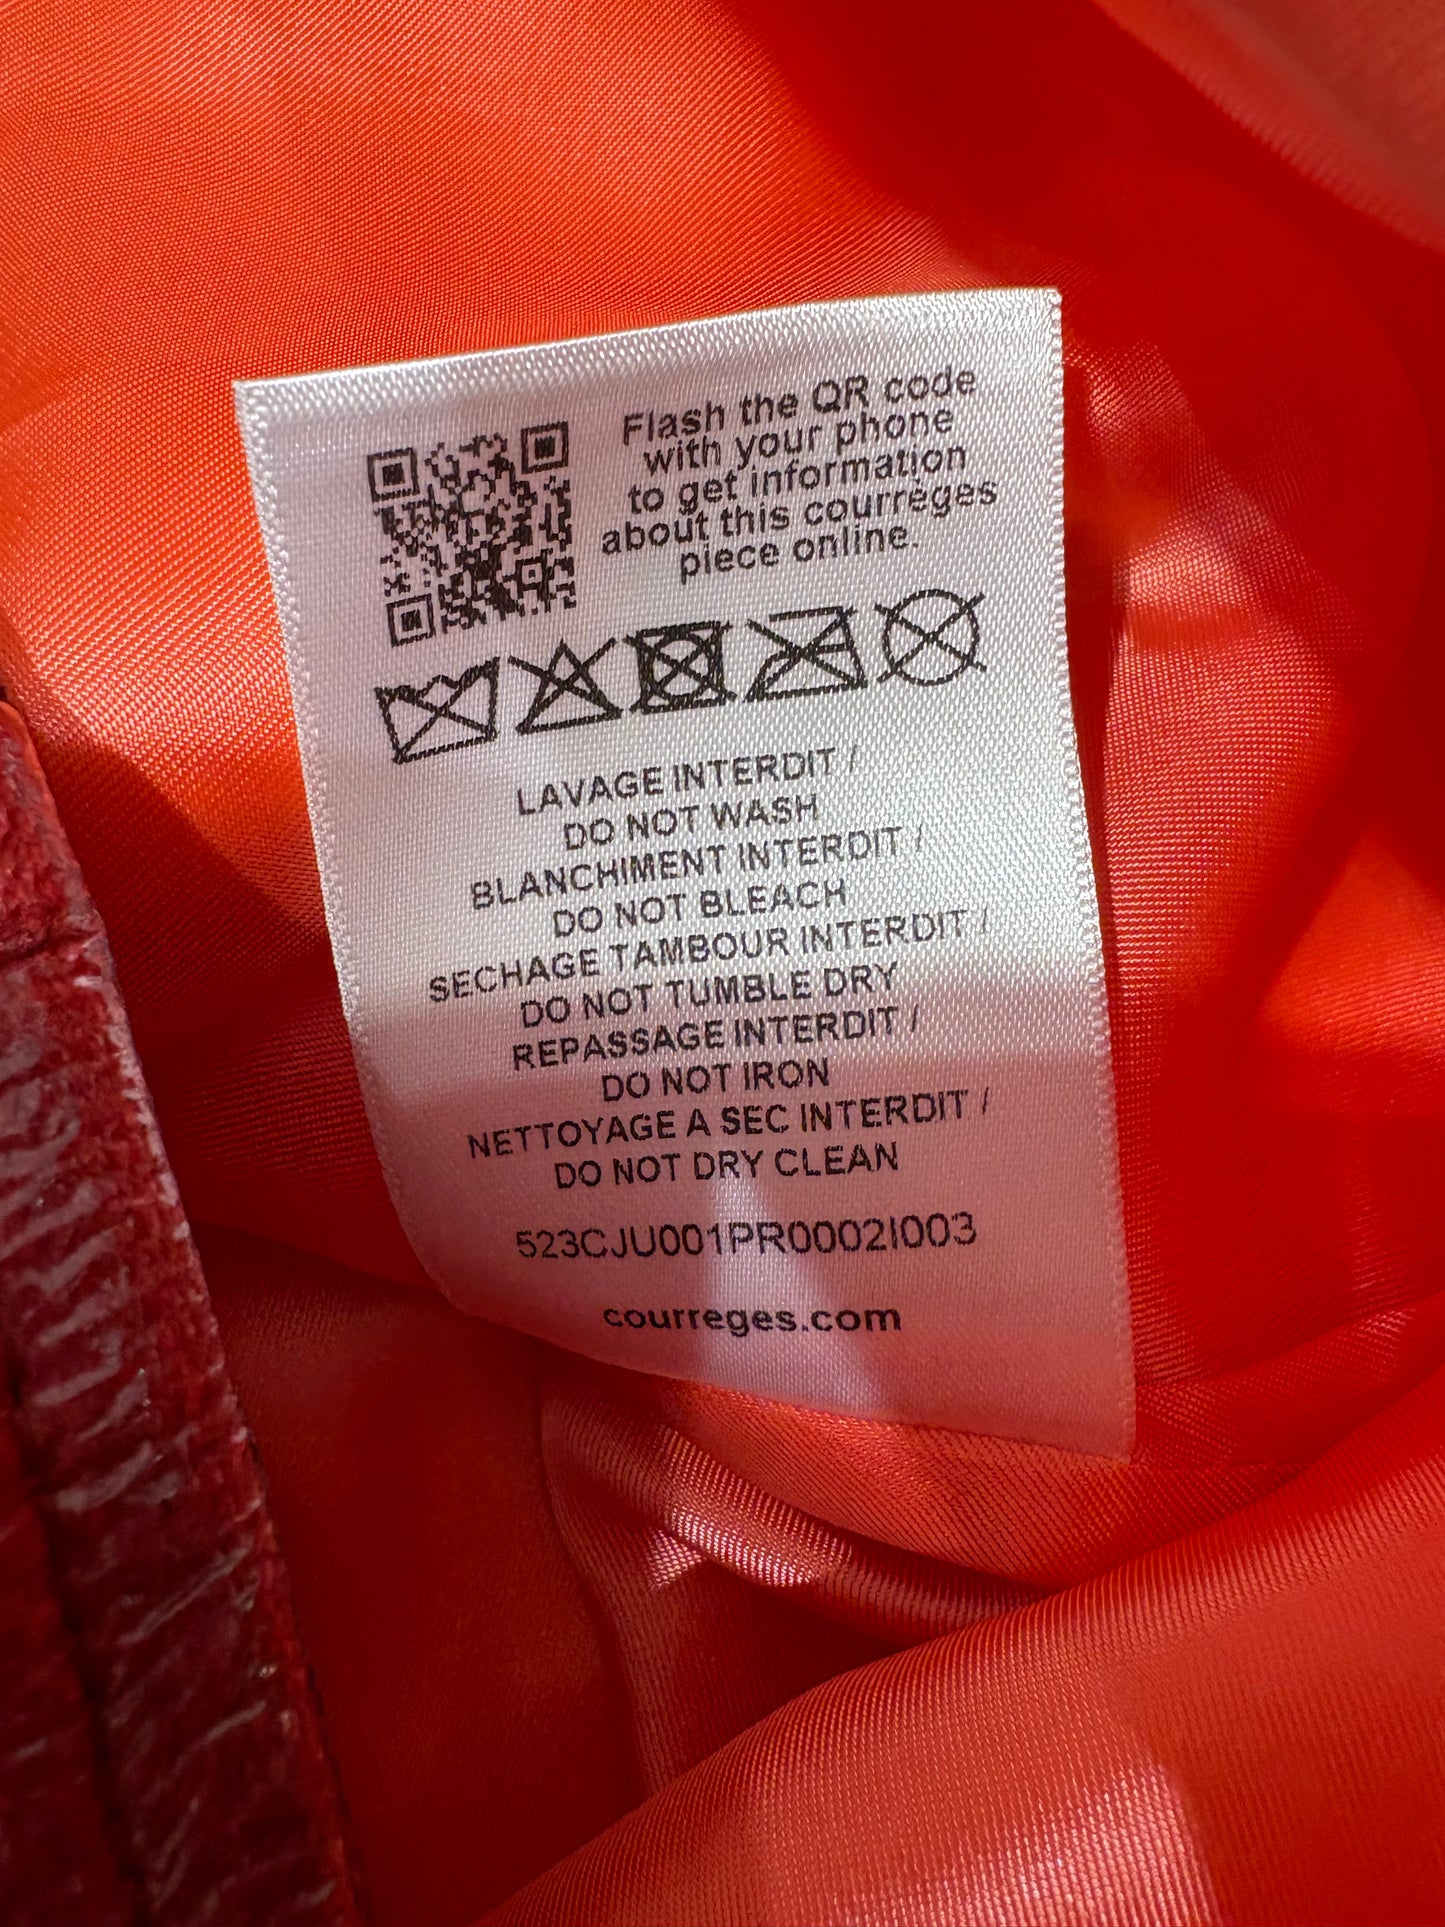 Flash the QR code
with your phone
to get information
about this courrèges
piece online.
LAVAGE INTERDIT /
DO NOT WASH
BLANCHIMENT INTERDIT /
DO NOT BLEACH
SECHAGE TAMBOUR INTERDIT /
DO NOT TUMBLE DRY
REPASSAGE INTERDIT /
DO NOT IRON
NETTOYAGE A SEC INTERDIT /
DO NOT DRY CLEAN
523CJU001PR0002I003
courreges.com